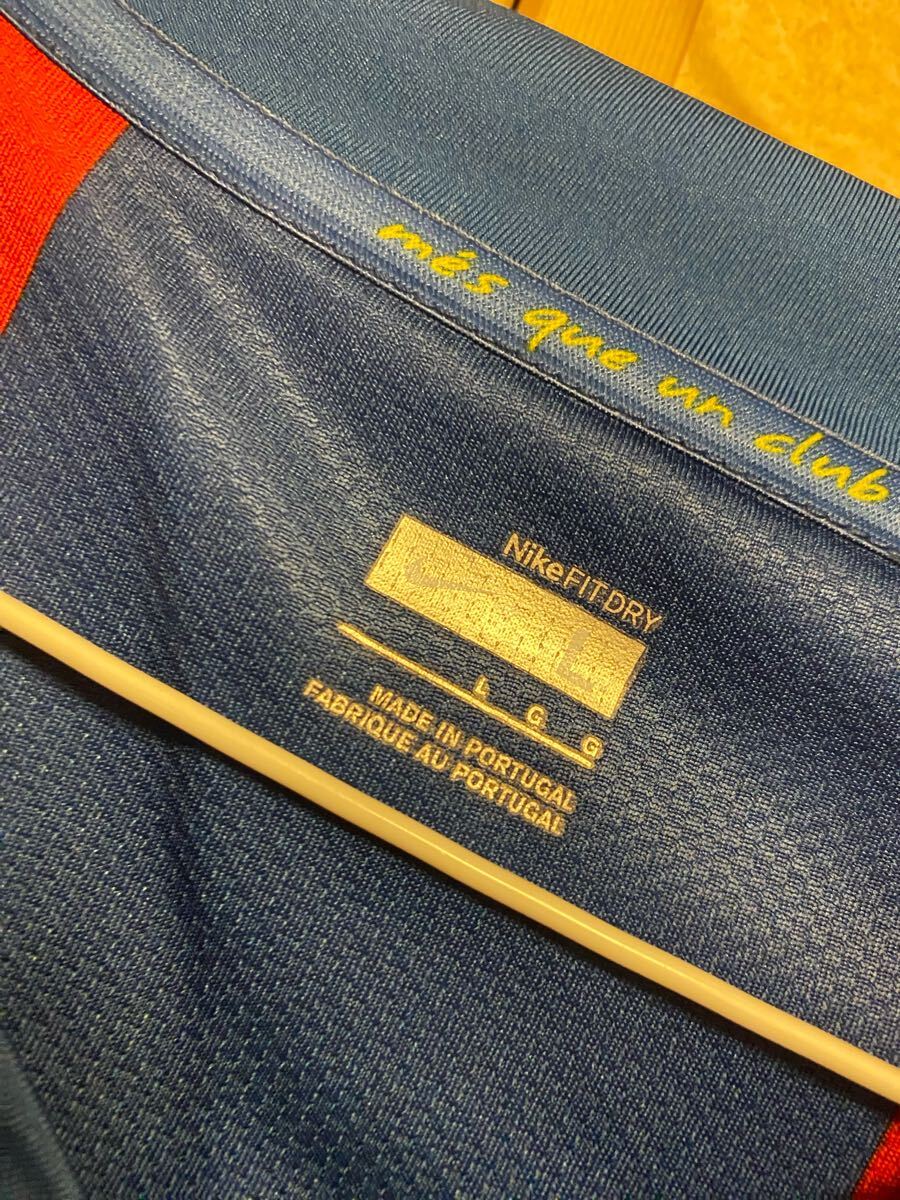 més que un club
NikeFITDRY
L
L G G
MADE IN PORTUGAL
FABRIQUE AU PORTUGAL